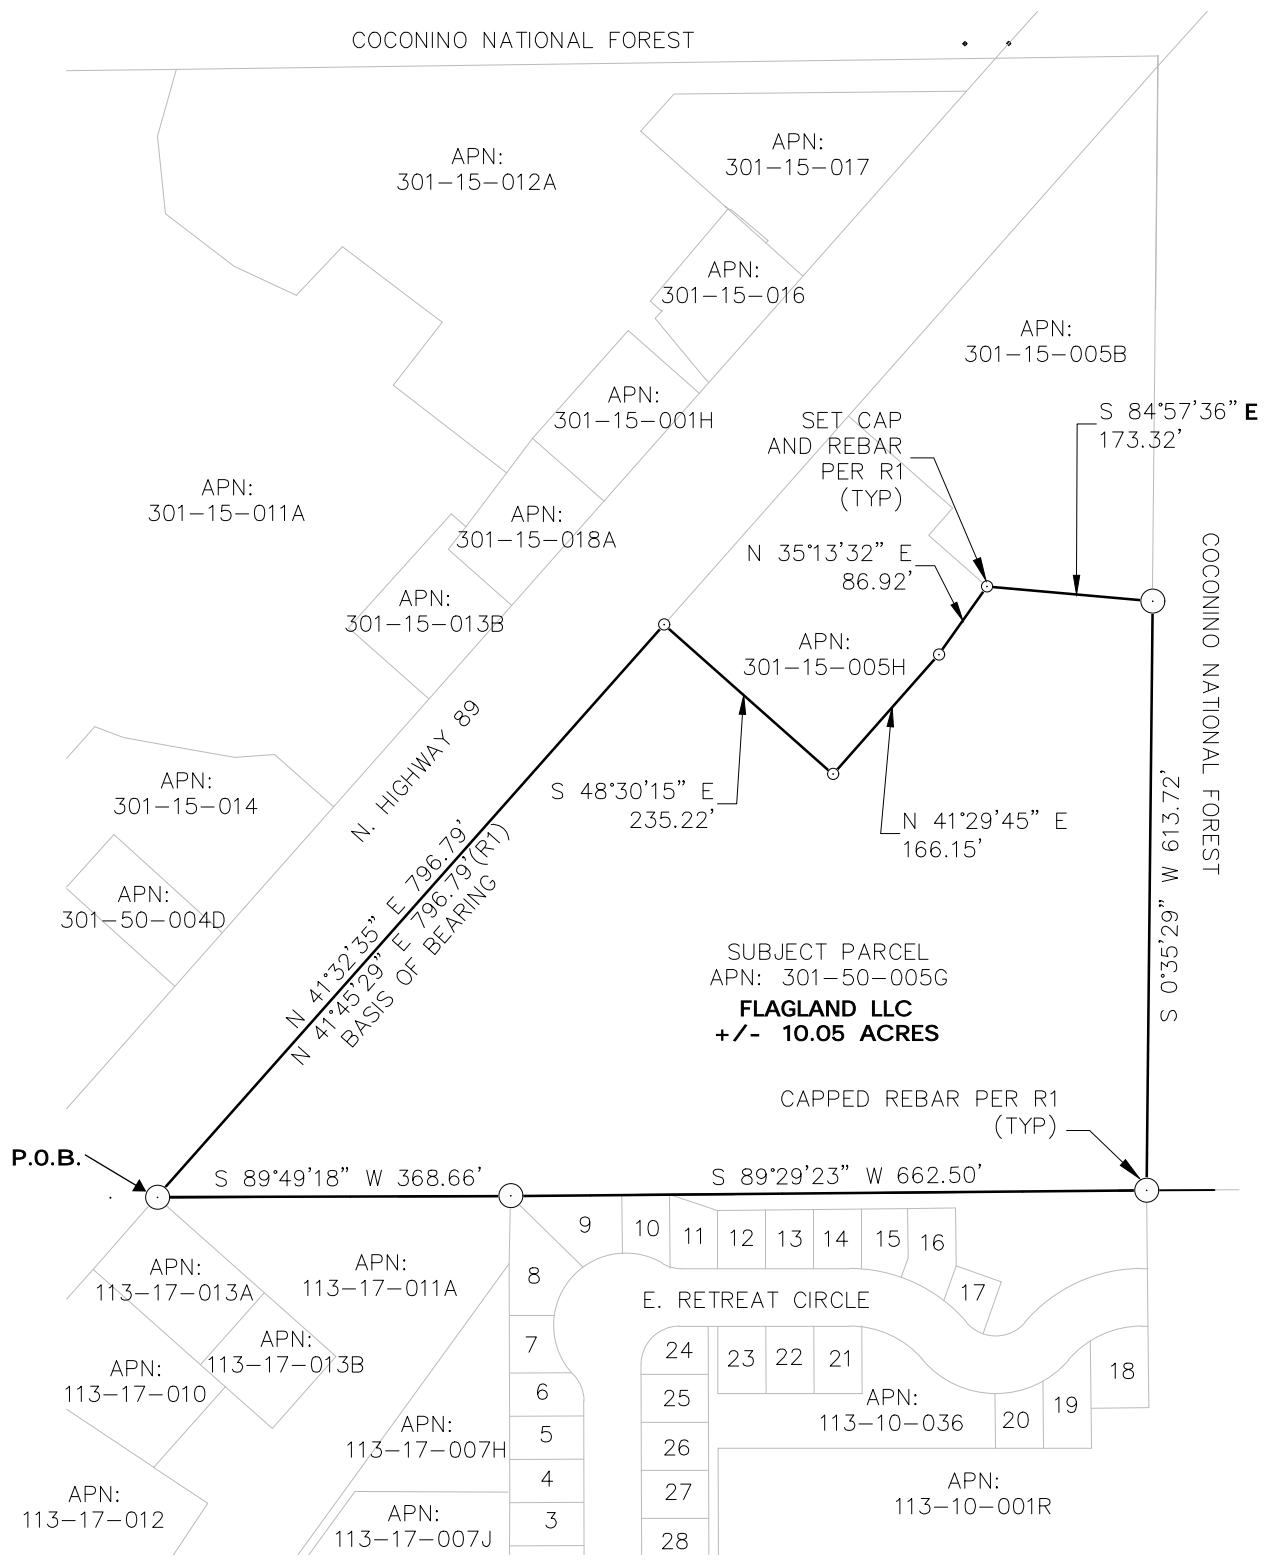 COCONINO NATIONAL FOREST
APN:
301-15-012A
APN:
301-15-017
APN:
301-15-016
APN:
301-15-005B
APN:
301-15-001H
S 84°57'36" E
173.32'
SET CAP
AND REBAR
PER R1
(TYP)
APN:
301-15-011A
APN:
301-15-018A
N 35°13'32" E
86.92'
COCONINO NATIONAL FOREST
APN:
301-15-013B
APN:
301-15-005H
N. HIGHWAY 89
APN:
301-15-014
S 48°30'15" E
235.22'
N 41°29'45" E
166.15'
S 0°35'29" W 613.72'
APN:
301-50-004D
N 41°32'35" E 796.79'
N 41°45'29" E 796.79'(R1)
BASIS OF BEARING
SUBJECT PARCEL
APN: 301-50-005G
FLAGLAND LLC
+/- 10.05 ACRES
CAPPED REBAR PER R1
(TYP)
P.O.B.
S 89°49'18" W 368.66'
S 89°29'23" W 662.50'
9
10
11
12
13
14
15
16
17
APN:
113-17-013A
APN:
113-17-011A
8
E. RETREAT CIRCLE
APN:
113-17-013B
7
24
23
22
21
18
APN:
113-17-010
6
25
APN:
113-10-036
20
19
APN:
113-17-007H
5
26
4
27
APN:
113-10-001R
APN:
113-17-012
APN:
113-17-007J
3
28